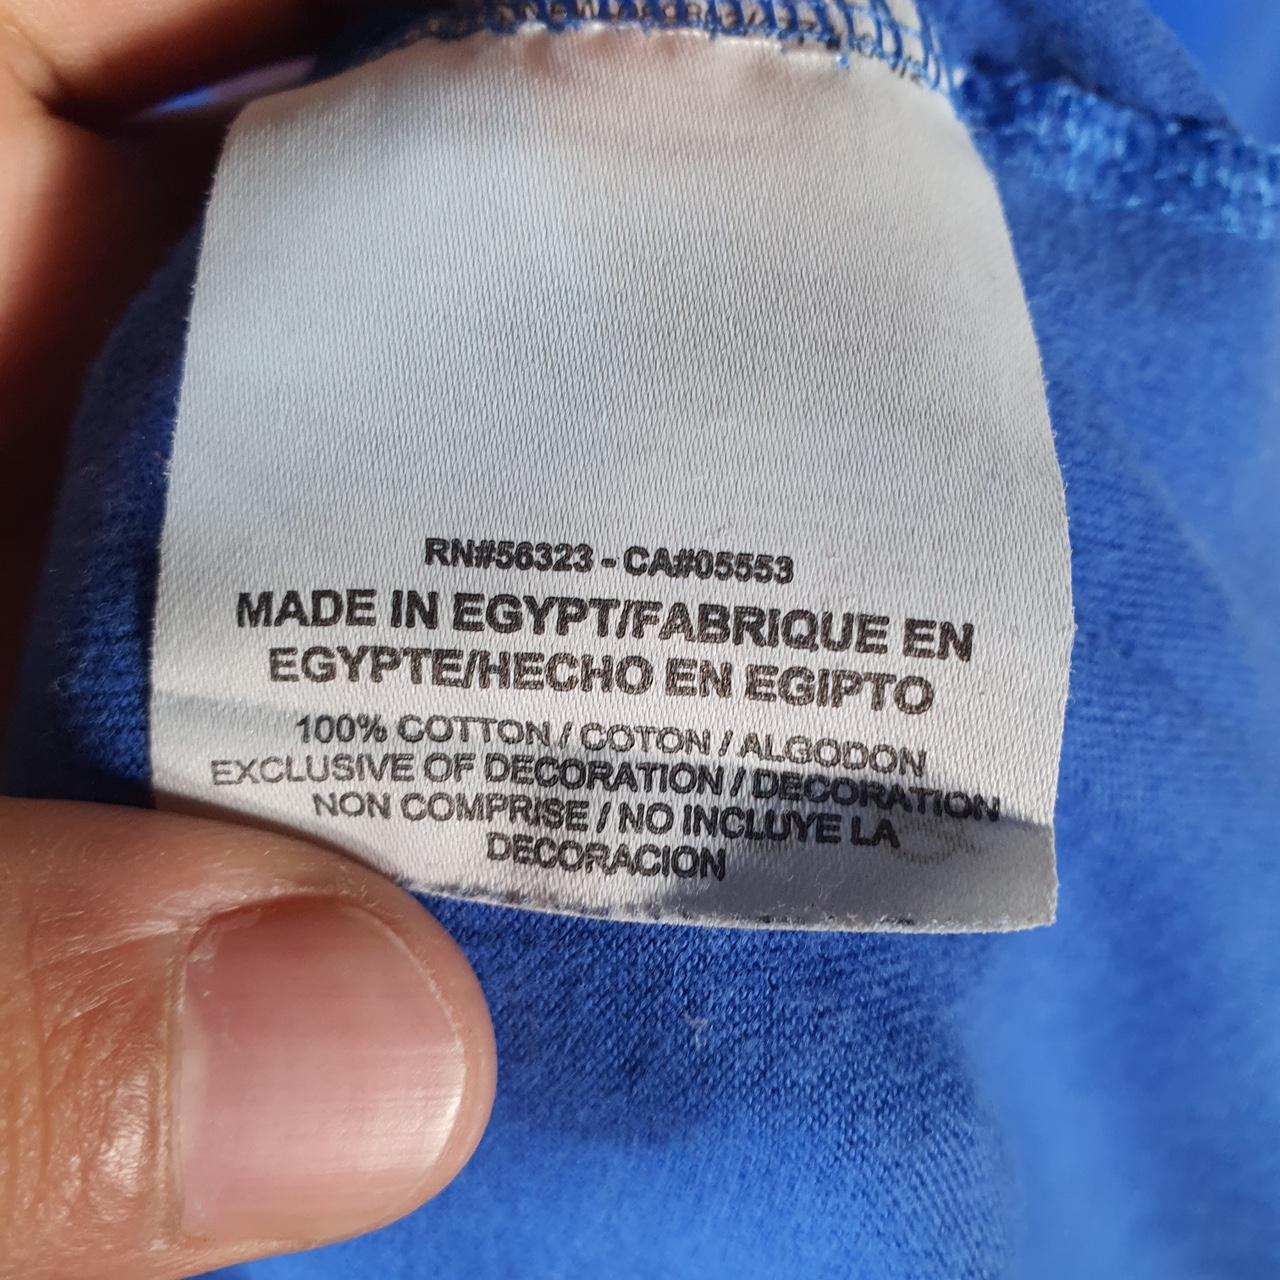 RN#56323 - CA#05553
MADE IN EGYPT/FABRIQUE EN
EGYPTE/HECHO EN EGIPTO
100% COTTON / COTON / ALGODON
EXCLUSIVE OF DECORATION / DECORATION
NON COMPRISE / NO INCLUYE LA
DECORACION